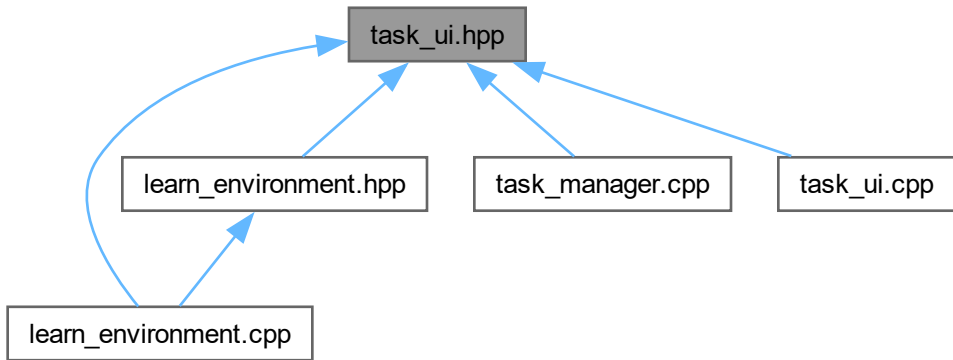 task_ui.hpp
learn_environment.hpp
task_manager.cpp
task_ui.cpp
learn_environment.cpp